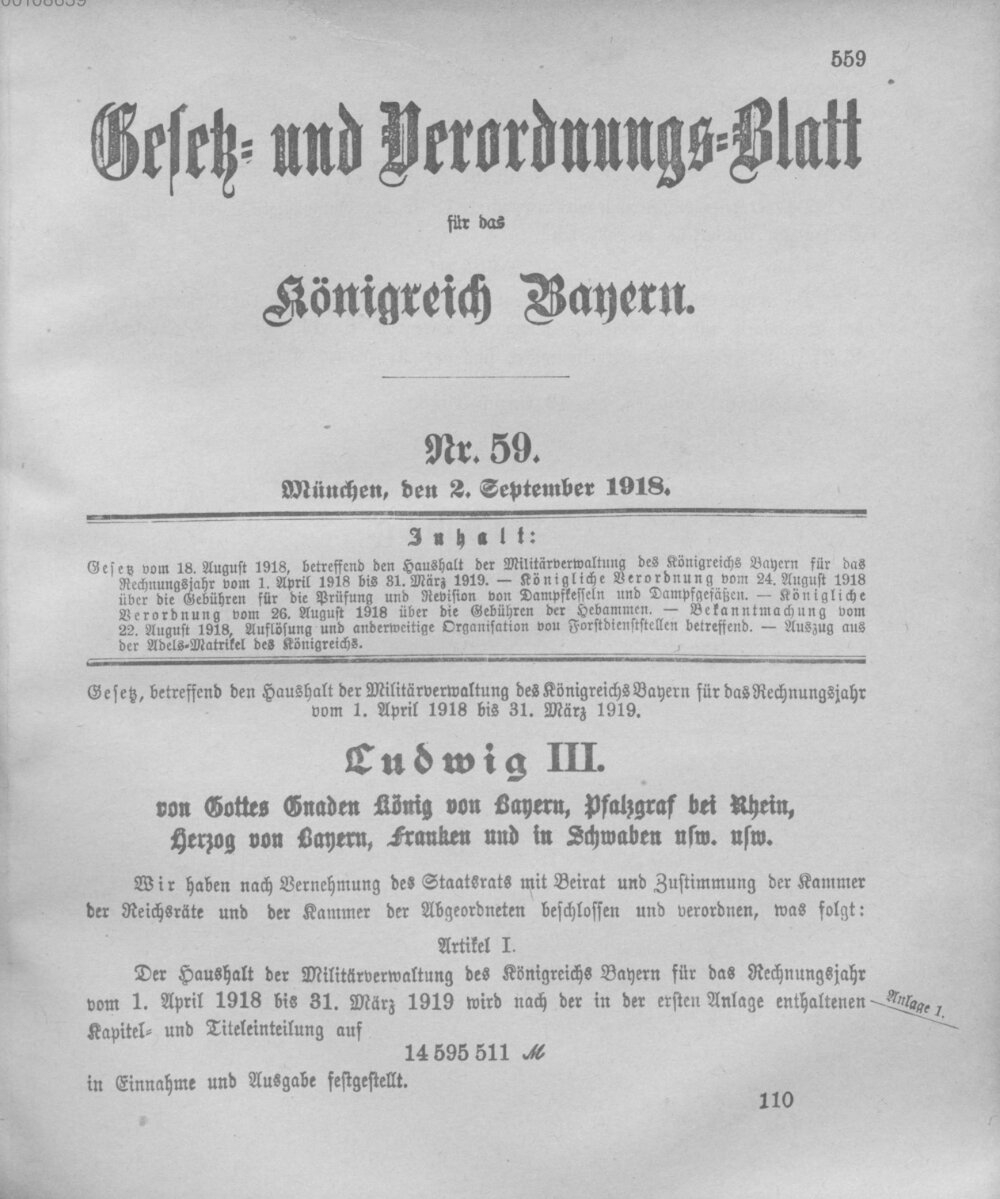 559
Gesetz- und Verordnungs-Blatt
für das
Königreich Bayern.
Nr. 59.
München, den 2. September 1918.
Inhalt:
Gesetz vom 18. August 1918, betreffend den Haushalt der Militärverwaltung des Königreichs Bayern für das
Rechnungsjahr vom 1. April 1918 bis 31. März 1919. — Königliche Verordnung vom 24. August 1918
über die Gebühren für die Prüfung und Revision von Dampfkesseln und Dampfgefäßen. — Königliche
Verordnung vom 26. August 1918 über die Gebühren der Hebammen. — Bekanntmachung vom
22. August 1918, Auflösung und anderweitige Organisation von Forstdienststellen betreffend. — Auszug aus
der Adels-Matrikel des Königreichs.
Gesetz, betreffend den Haushalt der Militärverwaltung des Königreichs Bayern für das Rechnungsjahr
vom 1. April 1918 bis 31. März 1919.
Ludwig III.
von Gottes Gnaden König von Bayern, Pfalzgraf bei Rhein,
Herzog von Bayern, Franken und in Schwaben usw. usw.
Wir haben nach Vernehmung des Staatsrats mit Beirat und Zustimmung der Kammer
der Reichsräte und der Kammer der Abgeordneten beschlossen und verordnen, was folgt:
Artikel I.
Der Haushalt der Militärverwaltung des Königreichs Bayern für das Rechnungsjahr
vom 1. April 1918 bis 31. März 1919 wird nach der in der ersten Anlage enthaltenen
Anlage 1.
Kapitel- und Titeleinteilung auf
14 595 511 ℳ
in Einnahme und Ausgabe festgestellt.
110